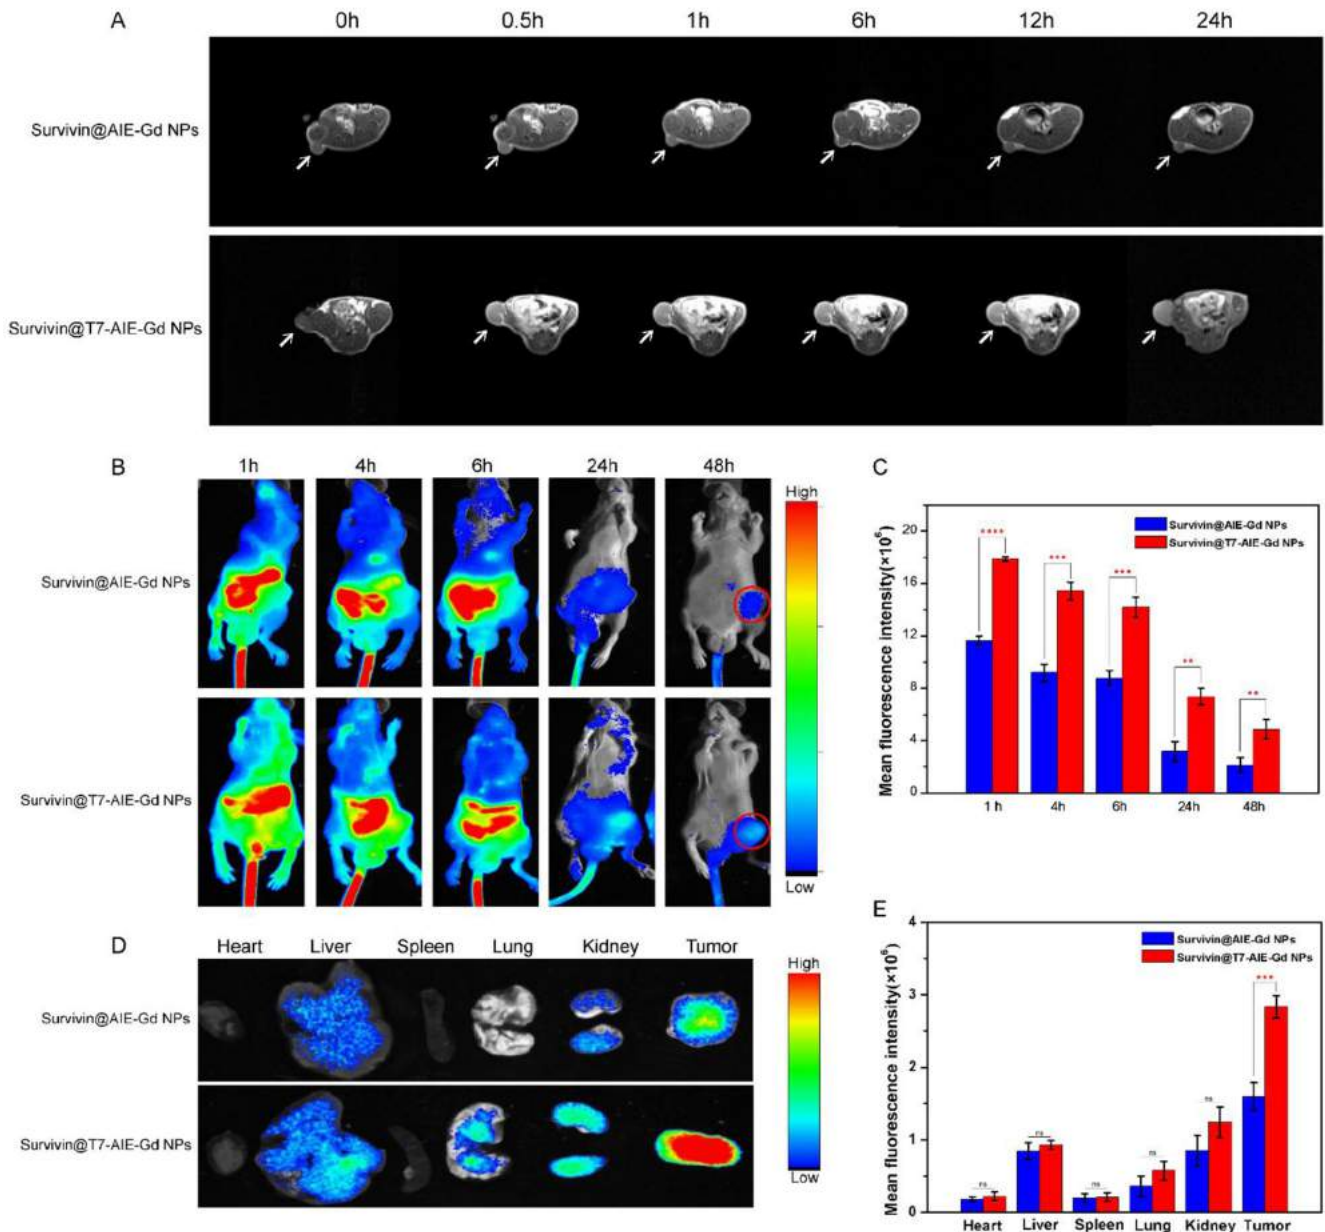 A 0h 0.5h 1h 6h 12h 24h
Survivin@AIE-Gd NPs
Survivin@T7-AIE-Gd NPs
B 1h 4h 6h 24h 48h
High
Survivin@AIE-Gd NPs
Survivin@T7-AIE-Gd NPs
Low
C
Mean fluorescence intensity(×10⁶)
20
16
12
8
4
0
Survivin@AIE-Gd NPs
Survivin@T7-AIE-Gd NPs
**** *** *** ** **
1 h 4h 6h 24h 48h
D Heart Liver Spleen Lung Kidney Tumor
High
Survivin@AIE-Gd NPs
Survivin@T7-AIE-Gd NPs
Low
E
Mean fluorescence intensity(×10⁶)
4
3
2
1
0
Survivin@AIE-Gd NPs
Survivin@T7-AIE-Gd NPs
ns ns ns ns ns ***
Heart Liver Spleen Lung Kidney Tumor